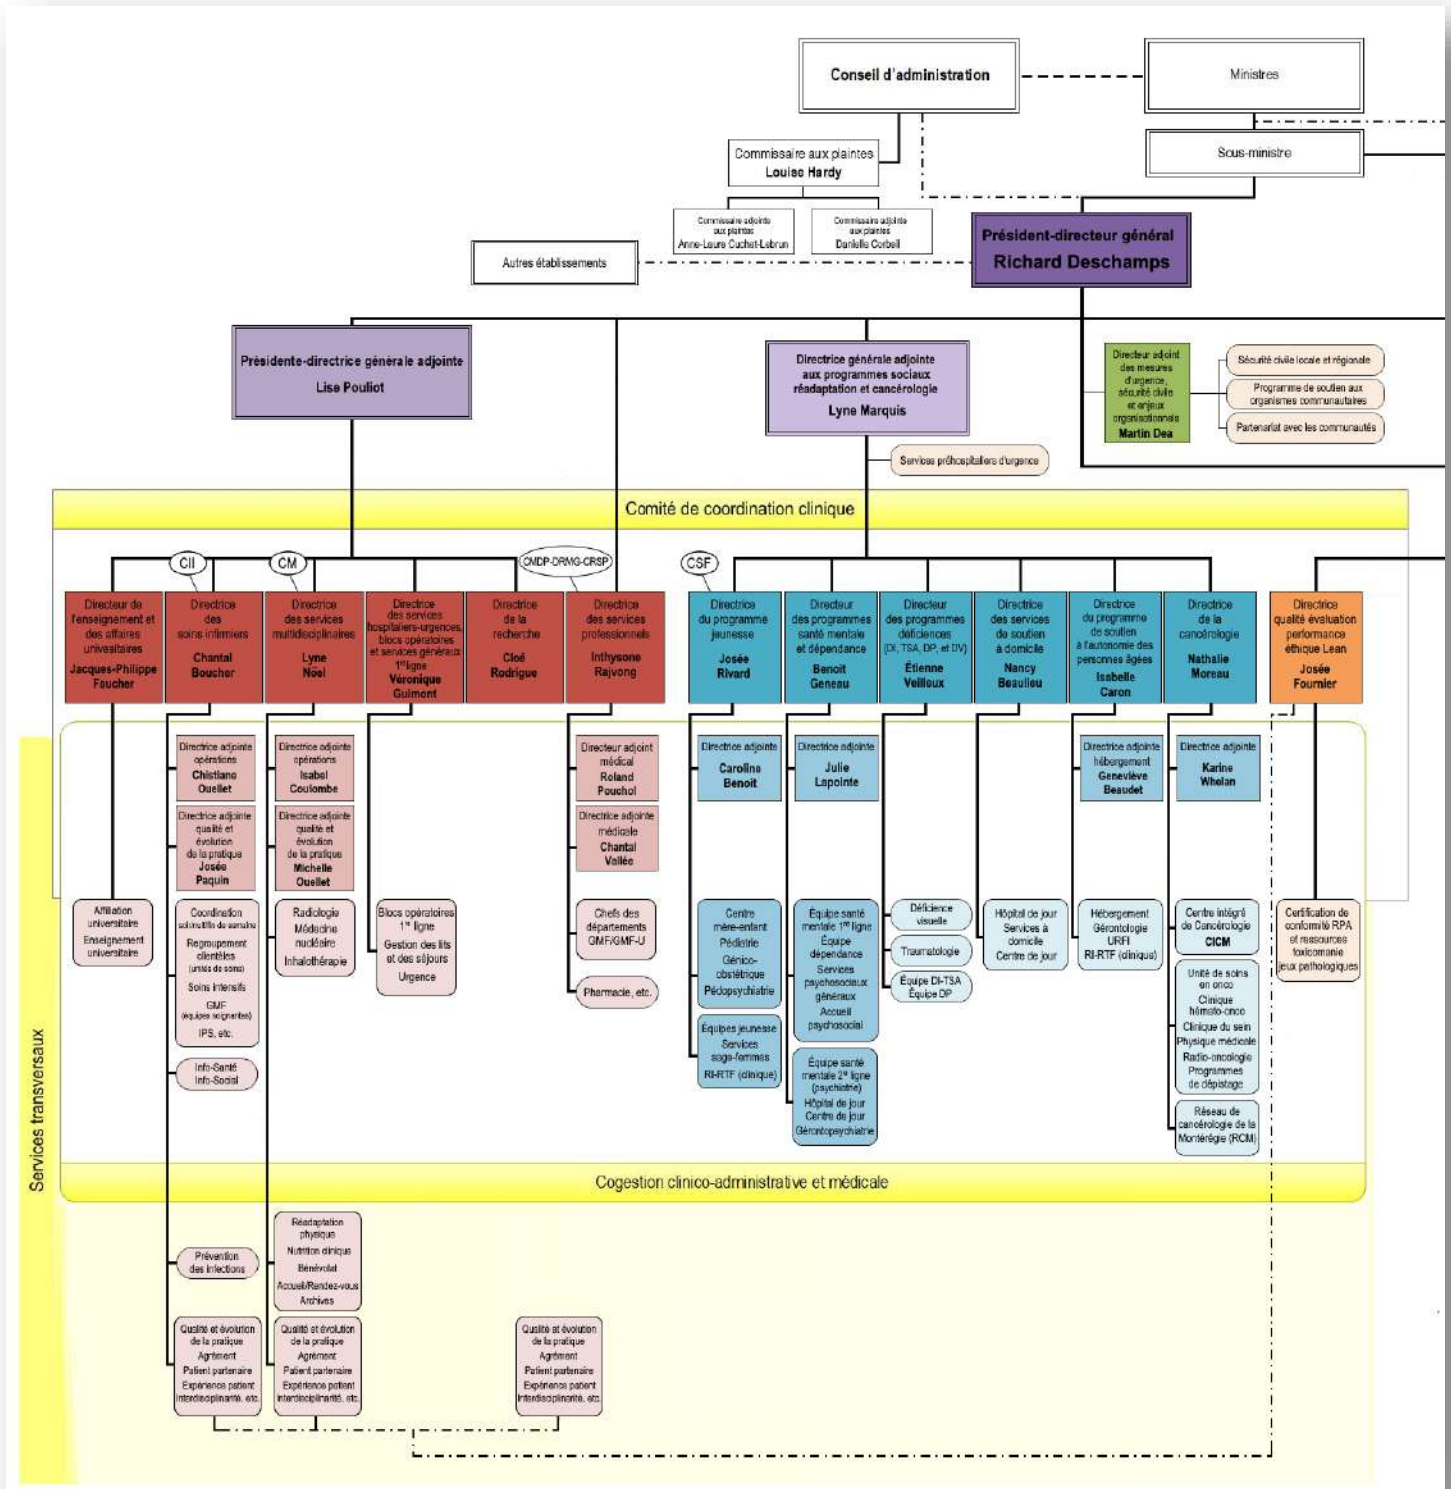 Conseil d'administration
Ministres
Commissaire aux plaintes
Louise Hardy
Sous-ministre
Commissaire adjointe
aux plaintes
Anne-Laure Cuchet-Lebrun
Commissaire adjointe
aux plaintes
Danielle Corbeil
Président-directeur général
Richard Deschamps
Autres établissements
Présidente-directrice générale adjointe
Lise Pouliot
Directrice générale adjointe
aux programmes sociaux
réadaptation et cancérologie
Lyne Marquis
Directeur adjoint
des mesures
d'urgence,
sécurité civile
et enjeux
organisationnels
Martin Dea
Sécurité civile locale et régionale
Programme de soutien aux
organismes communautaires
Partenariat avec les communautés
Services préhospitaliers d'urgence
Comité de coordination clinique
CII
CM
CMDP-DRMG-CRSP
CSF
Directeur de
l'enseignement et
des affaires
univesitaires
Jacques-Philippe
Faucher
Directrice
des
soins infirmiers
Chantal
Boucher
Directrice
des services
multidisciplinaires
Lyne
Nöel
Directrice
des services
hospitaliers-urgences,
blocs opératoires
et services généraux
1re ligne
Véronique
Guimont
Directrice
de la
recherche
Cloé
Rodrigue
Directrice
des services
professionnels
Inthysone
Rajvong
Directrice
du programme
jeunesse
Josée
Rivard
Directeur
des programmes
santé mentale
et dépendance
Benoit
Geneau
Directeur
des programmes
déficiences
(DI, TSA, DP, et DV)
Étienne
Veilleux
Directrice
des services
de soutien
à domicile
Nancy
Beaulieu
Directrice
du programme
de soutien
à l'autonomie des
personnes âgées
Isabelle
Caron
Directrice
de
la cancérologie
Nathalie
Moreau
Directrice
qualité évaluation
performance
éthique Lean
Josée
Fournier
Directrice adjointe
opérations
Chistiane
Ouellet
Directrice adjointe
qualité et
évolution
de la pratique
Josée
Paquin
Directrice adjointe
opérations
Isabel
Coulombe
Directrice adjointe
qualité et
évolution
de la pratique
Michelle
Ouellet
Directeur adjoint
médical
Roland
Pouchol
Directrice adjointe
médicale
Chantal
Vallée
Directrice adjointe
Caroline
Benoit
Directrice adjointe
Julie
Lapointe
Directrice adjointe
hébergement
Geneviève
Beaudet
Directrice adjointe
Karine
Whelan
Affiliation
universitaire
Enseignement
universitaire
Coordination
soir/nuit/fin de semaine
Regroupement
clientèles
(unités de soins)
Soins intensifs
GMF
(équipes soignantes)
IPS, etc.
Info-Santé
Info-Social
Radiologie
Médecine
nucléaire
Inhalothérapie
Blocs opératoires
1re ligne
Gestion des lits
et des séjours
Urgence
Chefs des
départements
GMF/GMF-U
Pharmacie, etc.
Centre
mère-enfant
Pédiatrie
Génico-
obstétrique
Pédopsychiatrie
Équipes jeunesse
Services
sage-femmes
RI-RTF (clinique)
Équipe santé
mentale 1re ligne
Équipe
dépendance
Services
psychosociaux
généraux
Accueil
psychosocial
Équipe santé
mentale 2e ligne
(psychiatrie)
Hôpital de jour
Centre de jour
Gérontopsychiatrie
Déficience
visuelle
Traumatologie
Équipe DI-TSA
Équipe DP
Hôpital de jour
Services à
domicile
Centre de jour
Hébergement
Gérontologie
URFI
RI-RTF (clinique)
Centre intégré
de Cancérologie
CICM
Unité de soins
en onco
Clinique
hémato-onco
Clinique du sein
Physique médicale
Radio-oncologie
Programmes
de dépistage
Réseau de
cancérologie de la
Montérégie (RCM)
Certification de
conformité RPA
et ressources
toxicomanie
jeux pathologiques
Services transversaux
Cogestion clinico-administrative et médicale
Prévention
des infections
Réadaptation
physique
Nutrition clinique
Bénévolat
Accueil/Rendez-vous
Archives
Qualité et évolution
de la pratique
Agrément
Patient partenaire
Expérience patient
Interdisciplinarité, etc.
Qualité et évolution
de la pratique
Agrément
Patient partenaire
Expérience patient
Interdisciplinarité, etc.
Qualité et évolution
de la pratique
Agrément
Patient partenaire
Expérience patient
Interdisciplinarité, etc.